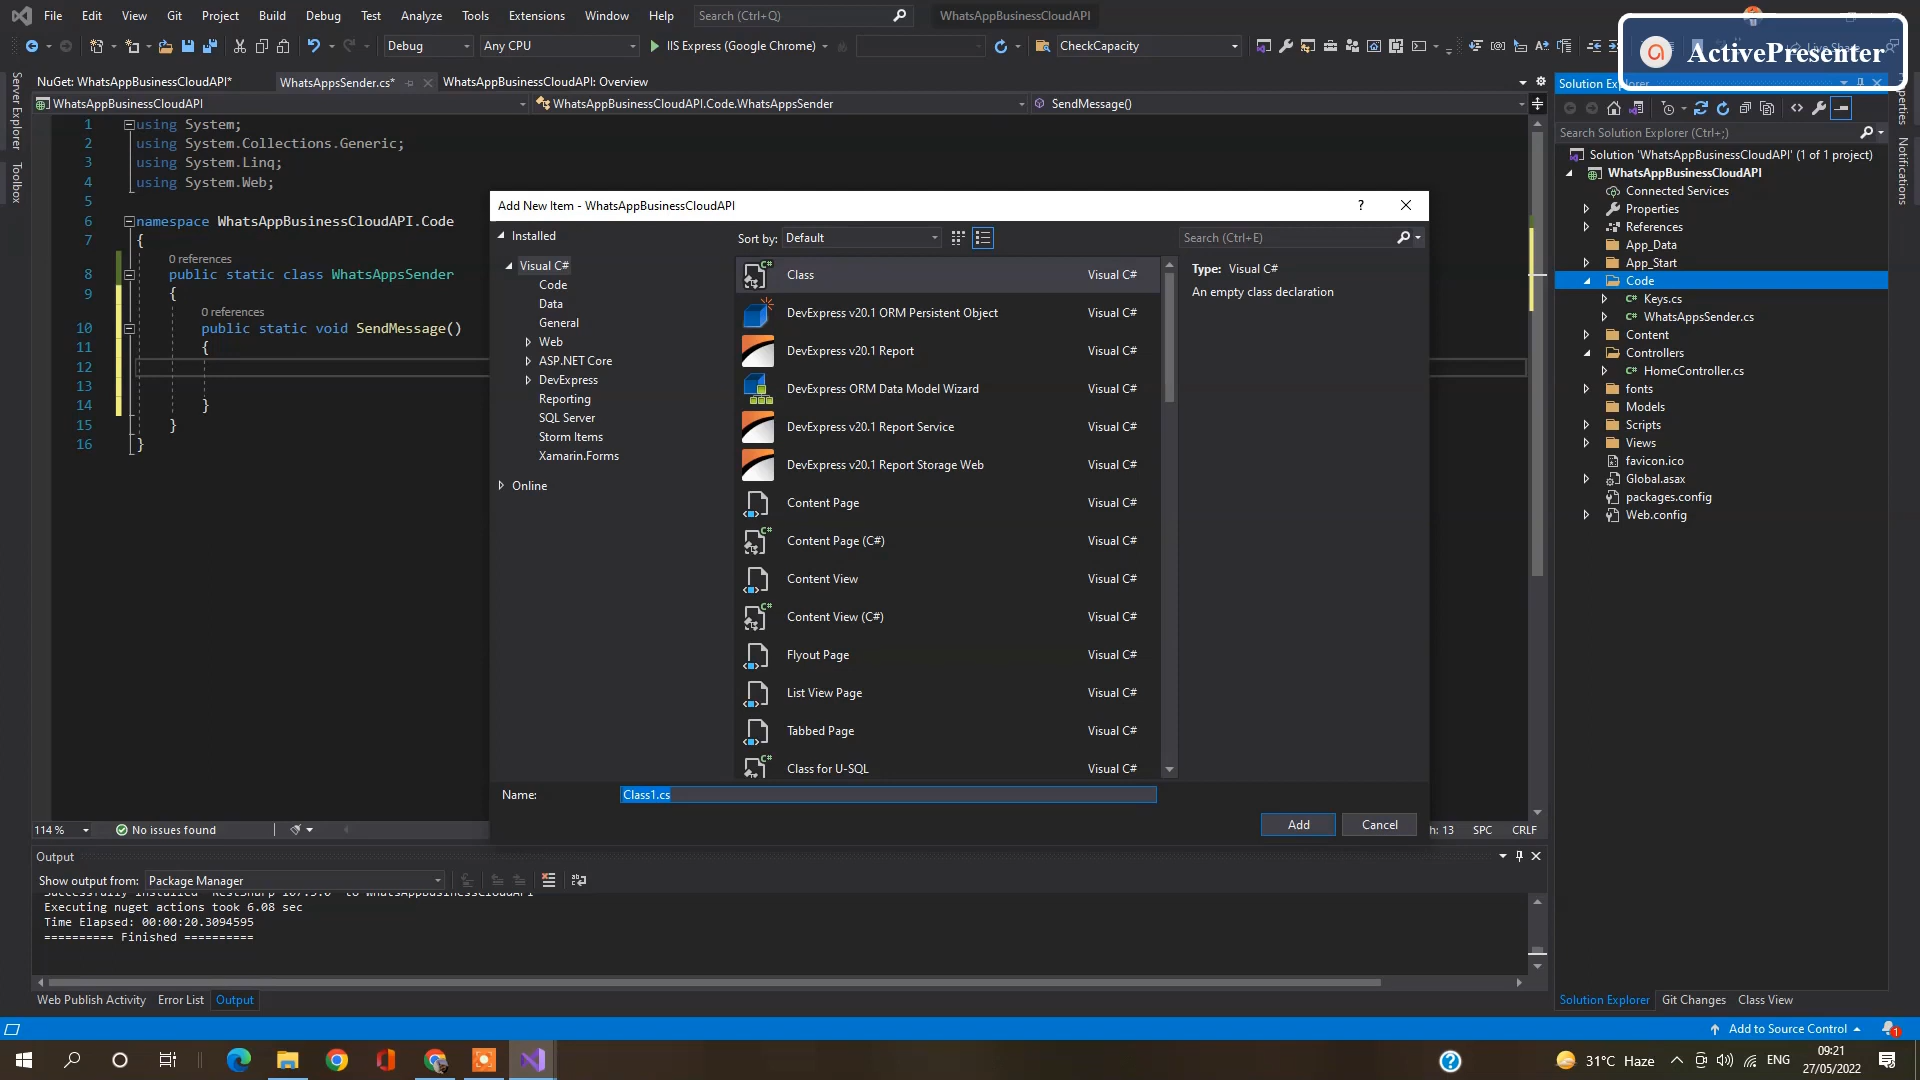 File Edit View Git Project Build Debug Test Analyze Tools Extensions Window Help Search (Ctrl+Q) WhatsAppBusinessCloudAPI
Debug Any CPU IIS Express (Google Chrome) CheckCapacity
ActivePresenter
NuGet: WhatsAppBusinessCloudAPI* WhatsAppsSender.cs* WhatsAppBusinessCloudAPI: Overview
WhatsAppBusinessCloudAPI WhatsAppBusinessCloudAPI.Code.WhatsAppsSender SendMessage()
Server Explorer
Toolbox
1 using System;
2 using System.Collections.Generic;
3 using System.Linq;
4 using System.Web;
5
6 namespace WhatsAppBusinessCloudAPI.Code
7 {
0 references
8 public static class WhatsAppsSender
9 {
0 references
10 public static void SendMessage()
11 {
12
13
14 }
15 }
16 }
Add New Item - WhatsAppBusinessCloudAPI ?
Installed
Visual C#
Code
Data
General
Web
ASP.NET Core
DevExpress
Reporting
SQL Server
Storm Items
Xamarin.Forms
Online
Sort by: Default
Search (Ctrl+E)
Class Visual C#
DevExpress v20.1 ORM Persistent Object Visual C#
DevExpress v20.1 Report Visual C#
DevExpress ORM Data Model Wizard Visual C#
DevExpress v20.1 Report Service Visual C#
DevExpress v20.1 Report Storage Web Visual C#
Content Page Visual C#
Content Page (C#) Visual C#
Content View Visual C#
Content View (C#) Visual C#
Flyout Page Visual C#
List View Page Visual C#
Tabbed Page Visual C#
Class for U-SQL Visual C#
Type: Visual C#
An empty class declaration
Name: Class1.cs
Add Cancel
Solution Explorer
Search Solution Explorer (Ctrl+;)
Solution 'WhatsAppBusinessCloudAPI' (1 of 1 project)
WhatsAppBusinessCloudAPI
Connected Services
Properties
References
App_Data
App_Start
Code
Keys.cs
WhatsAppsSender.cs
Content
Controllers
HomeController.cs
fonts
Models
Scripts
Views
favicon.ico
Global.asax
packages.config
Web.config
Notifications
114 % No issues found h: 13 SPC CRLF
Output
Show output from: Package Manager
Executing nuget actions took 6.08 sec
Time Elapsed: 00:00:20.3094595
========== Finished ==========
Web Publish Activity Error List Output
Solution Explorer Git Changes Class View
Add to Source Control 1
31°C Haze ENG 09:21
27/05/2022